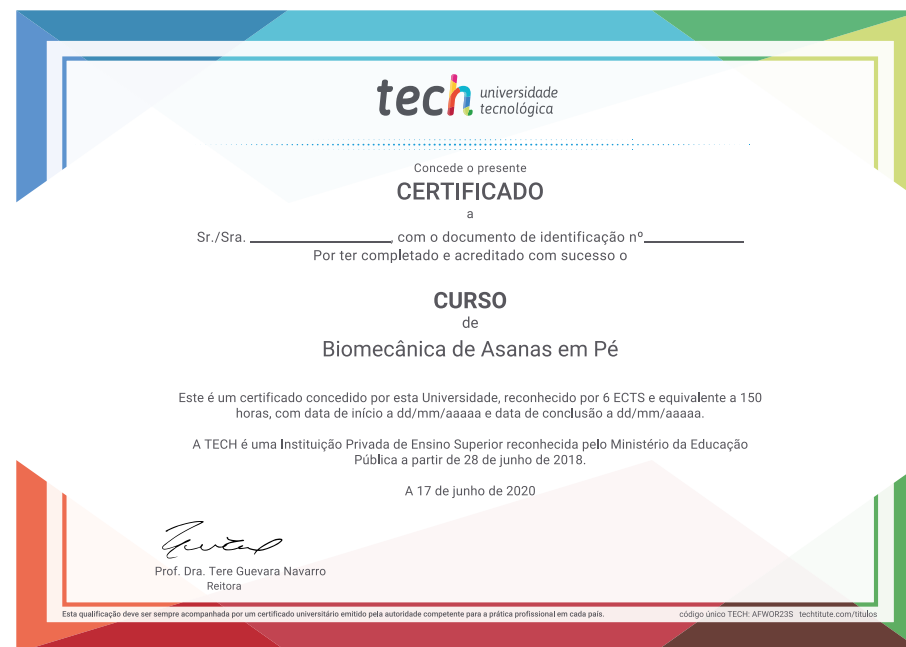 tech universidade
tecnológica
Concede o presente
CERTIFICADO
a
Sr./Sra. ________________, com o documento de identificação nº____________
Por ter completado e acreditado com sucesso o
CURSO
de
Biomecânica de Asanas em Pé
Este é um certificado concedido por esta Universidade, reconhecido por 6 ECTS e equivalente a 150
horas, com data de início a dd/mm/aaaaa e data de conclusão a dd/mm/aaaaa.
A TECH é uma Instituição Privada de Ensino Superior reconhecida pelo Ministério da Educação
Pública a partir de 28 de junho de 2018.
A 17 de junho de 2020
Prof. Dra. Tere Guevara Navarro
Reitora
Esta qualificação deve ser sempre acompanhada por um certificado universitário emitido pela autoridade competente para a prática profissional em cada país. código único TECH: AFWOR23S techtitute.com/titulos